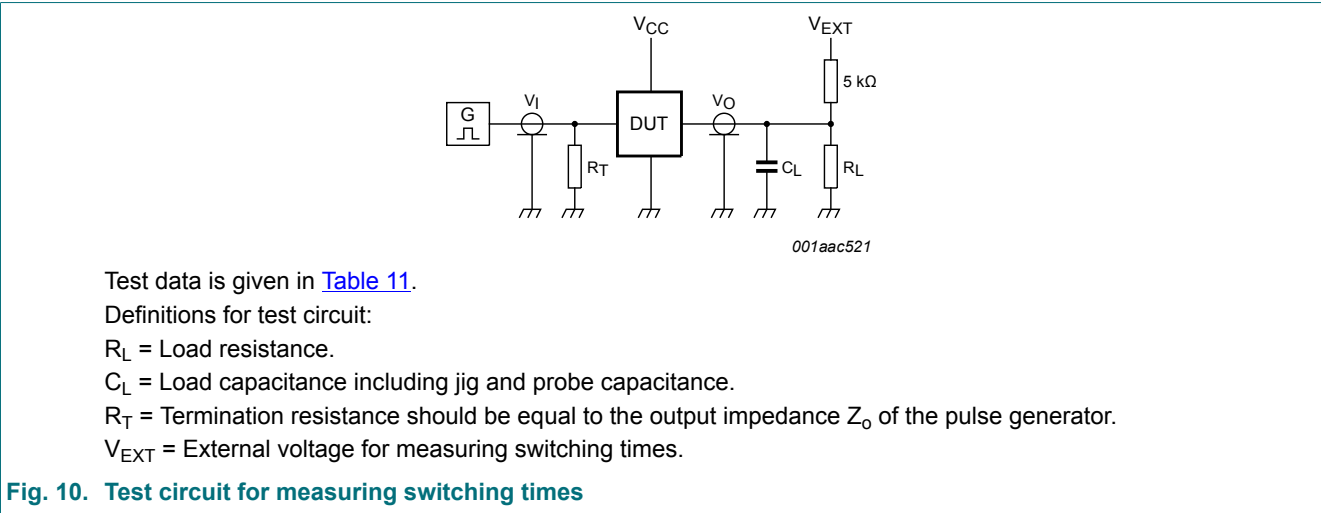 VCC
VEXT
5 kΩ
G
VI
DUT
VO
RT
CL
RL
001aac521
Test data is given in Table 11.
Definitions for test circuit:
RL = Load resistance.
CL = Load capacitance including jig and probe capacitance.
RT = Termination resistance should be equal to the output impedance Zo of the pulse generator.
VEXT = External voltage for measuring switching times.
Fig. 10. Test circuit for measuring switching times